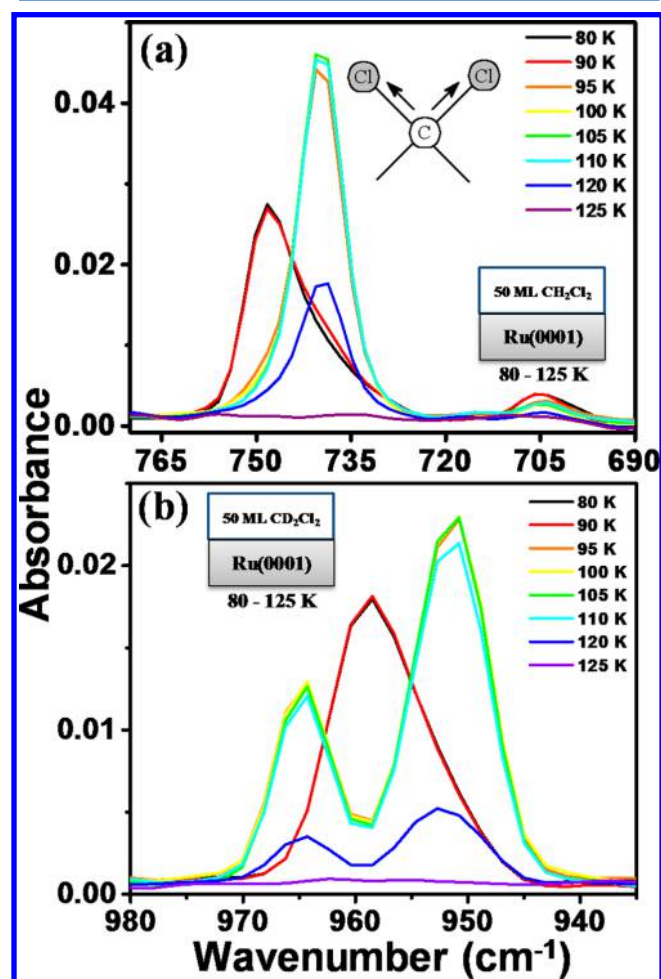 (a)
80 K
90 K
95 K
100 K
105 K
110 K
120 K
125 K
Cl
Cl
C
50 ML CH₂Cl₂
Ru(0001)
80 - 125 K
0.04
0.02
0.00
765 750 735 720 705 690
Absorbance
(b)
50 ML CD₂Cl₂
Ru(0001)
80 - 125 K
80 K
90 K
95 K
100 K
105 K
110 K
120 K
125 K
0.02
0.01
0.00
980 970 960 950 940
Wavenumber (cm⁻¹)